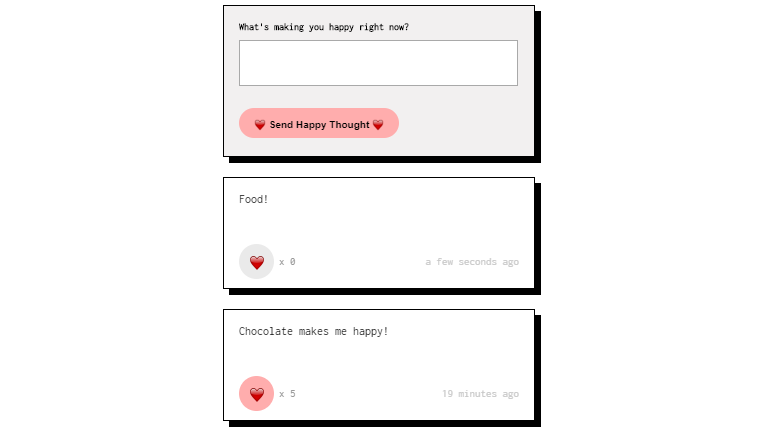 What's making you happy right now?
❤️ Send Happy Thought ❤️
Food!
❤️ x 0 a few seconds ago
Chocolate makes me happy!
❤️ x 5 19 minutes ago